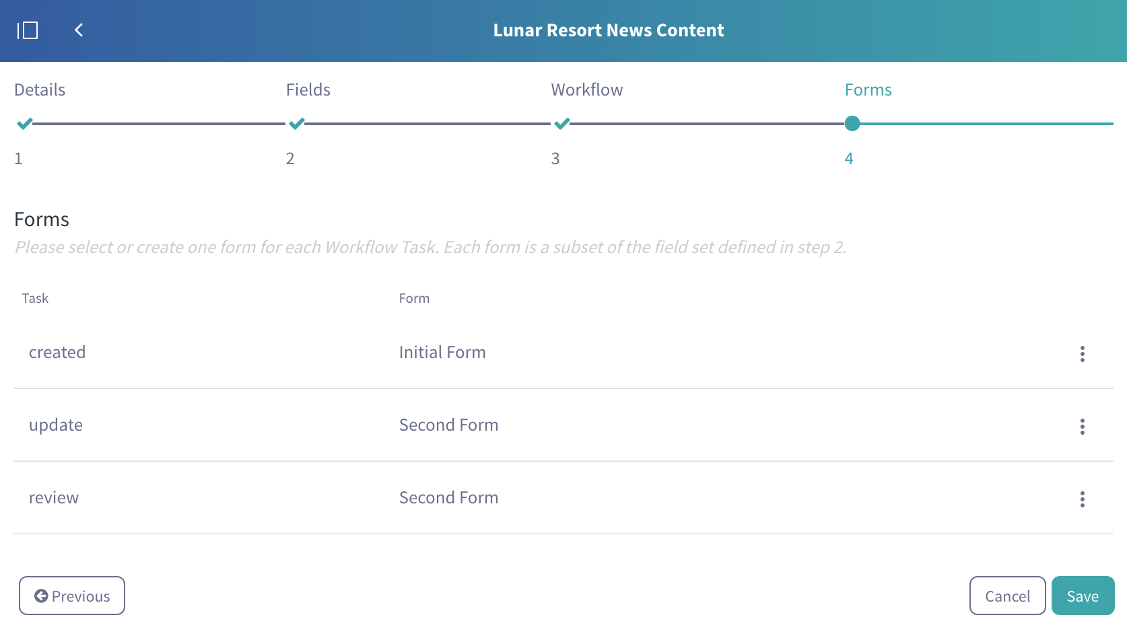 Lunar Resort News Content
Details Fields Workflow Forms
1 2 3 4
Forms
Please select or create one form for each Workflow Task. Each form is a subset of the field set defined in step 2.
Task Form
created Initial Form
update Second Form
review Second Form
Previous Cancel Save